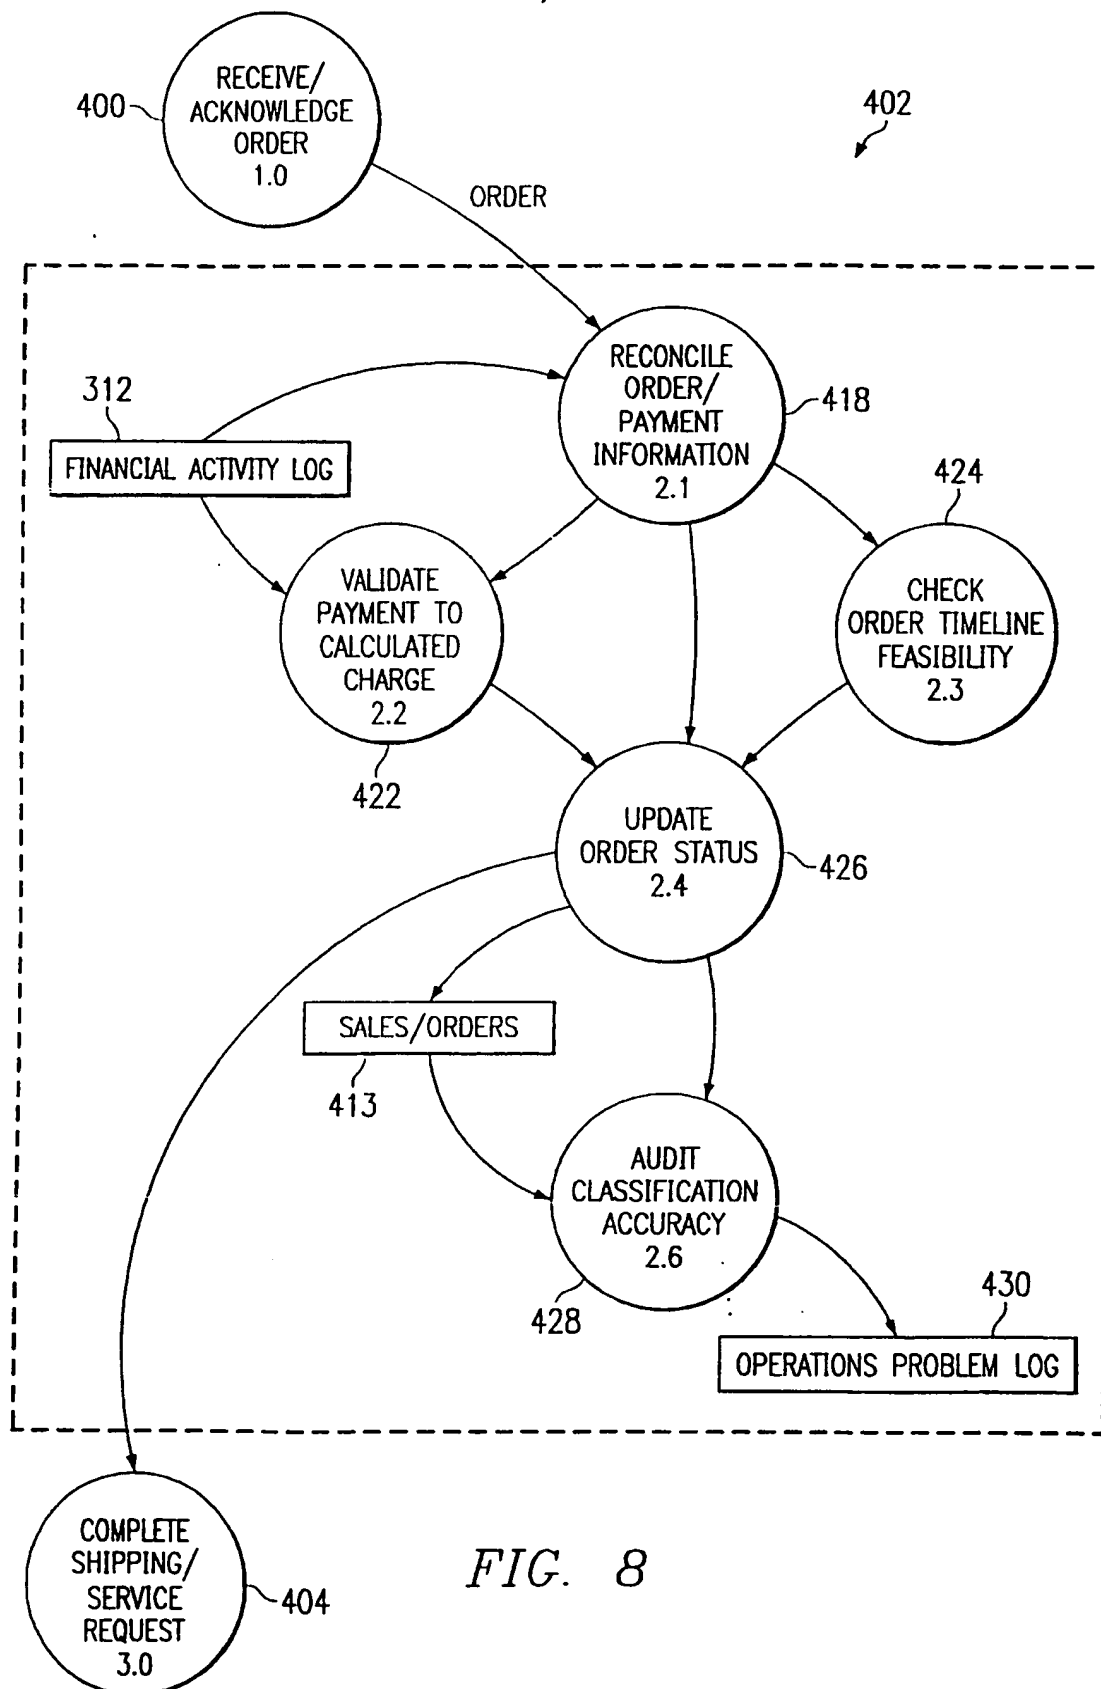 RECEIVE/
ACKNOWLEDGE
ORDER
1.0
400
402
ORDER
RECONCILE
ORDER/
PAYMENT
INFORMATION
2.1
418
312
FINANCIAL ACTIVITY LOG
424
VALIDATE
PAYMENT TO
CALCULATED
CHARGE
2.2
422
CHECK
ORDER TIMELINE
FEASIBILITY
2.3
UPDATE
ORDER STATUS
2.4
426
SALES/ORDERS
413
AUDIT
CLASSIFICATION
ACCURACY
2.6
428
430
OPERATIONS PROBLEM LOG
COMPLETE
SHIPPING/
SERVICE
REQUEST
3.0
404
FIG. 8